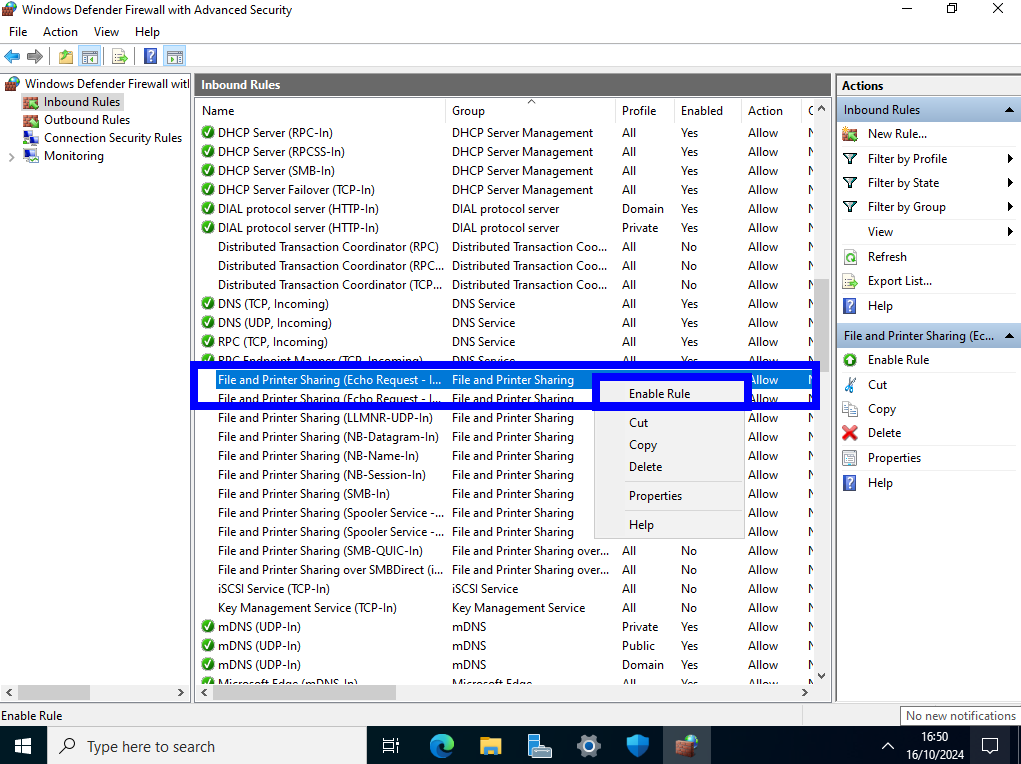 Windows Defender Firewall with Advanced Security
File Action View Help
Windows Defender Firewall with
Inbound Rules
Outbound Rules
Connection Security Rules
Monitoring
Inbound Rules
Name Group Profile Enabled Action
DHCP Server (RPC-In) DHCP Server Management All Yes Allow
DHCP Server (RPCSS-In) DHCP Server Management All Yes Allow
DHCP Server (SMB-In) DHCP Server Management All Yes Allow
DHCP Server Failover (TCP-In) DHCP Server Management All Yes Allow
DIAL protocol server (HTTP-In) DIAL protocol server Domain Yes Allow
DIAL protocol server (HTTP-In) DIAL protocol server Private Yes Allow
Distributed Transaction Coordinator (RPC) Distributed Transaction Coo... All No Allow
Distributed Transaction Coordinator (RPC... Distributed Transaction Coo... All No Allow
Distributed Transaction Coordinator (TCP... Distributed Transaction Coo... All No Allow
DNS (TCP, Incoming) DNS Service All Yes Allow
DNS (UDP, Incoming) DNS Service All Yes Allow
RPC (TCP, Incoming) DNS Service All Yes Allow
RPC Endpoint Mapper (TCP, Incoming) DNS Service All Yes Allow
File and Printer Sharing (Echo Request - I... File and Printer Sharing Allow
File and Printer Sharing (Echo Request - I... File and Printer Sharing Allow
File and Printer Sharing (LLMNR-UDP-In) File and Printer Sharing Allow
File and Printer Sharing (NB-Datagram-In) File and Printer Sharing Allow
File and Printer Sharing (NB-Name-In) File and Printer Sharing Allow
File and Printer Sharing (NB-Session-In) File and Printer Sharing Allow
File and Printer Sharing (SMB-In) File and Printer Sharing Allow
File and Printer Sharing (Spooler Service -... File and Printer Sharing Allow
File and Printer Sharing (Spooler Service -... File and Printer Sharing Allow
File and Printer Sharing (SMB-QUIC-In) File and Printer Sharing over... All No Allow
File and Printer Sharing over SMBDirect (i... File and Printer Sharing over... All No Allow
iSCSI Service (TCP-In) iSCSI Service All No Allow
Key Management Service (TCP-In) Key Management Service All No Allow
mDNS (UDP-In) mDNS Private Yes Allow
mDNS (UDP-In) mDNS Public Yes Allow
mDNS (UDP-In) mDNS Domain Yes Allow
Microsoft Edge (mDNS-In) Microsoft Edge All Yes Allow
Enable Rule
Cut
Copy
Delete
Properties
Help
Actions
Inbound Rules
New Rule...
Filter by Profile
Filter by State
Filter by Group
View
Refresh
Export List...
Help
File and Printer Sharing (Ec...
Enable Rule
Cut
Copy
Delete
Properties
Help
Enable Rule
No new notifications
Type here to search
16:50
16/10/2024